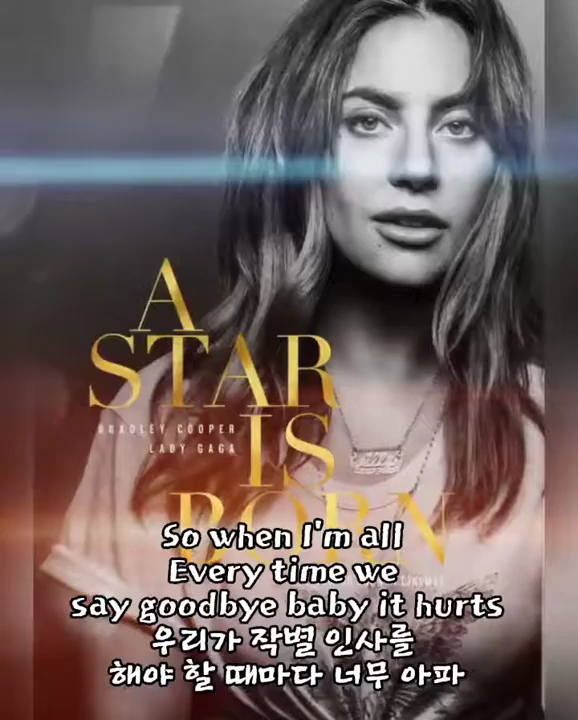 A
STAR
BRADLEY COOPER
IS
LADY GAGA
BORN
So when I'm all
Every time we
say goodbye baby it hurts
우리가 작별 인사를
해야 할 때마다 너무 아파